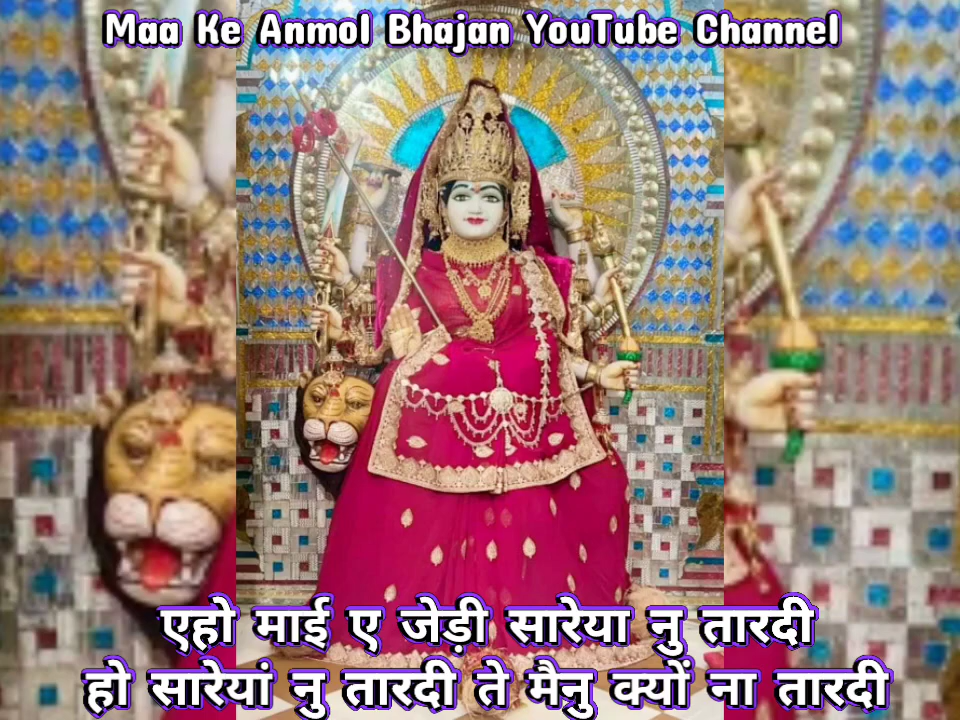 Maa Ke Anmol Bhajan YouTube Channel
एहो माई ए जेड़ी सारेया नु तारदी
हो सारेयां नु तारदी ते मैनु क्यों ना तारदी